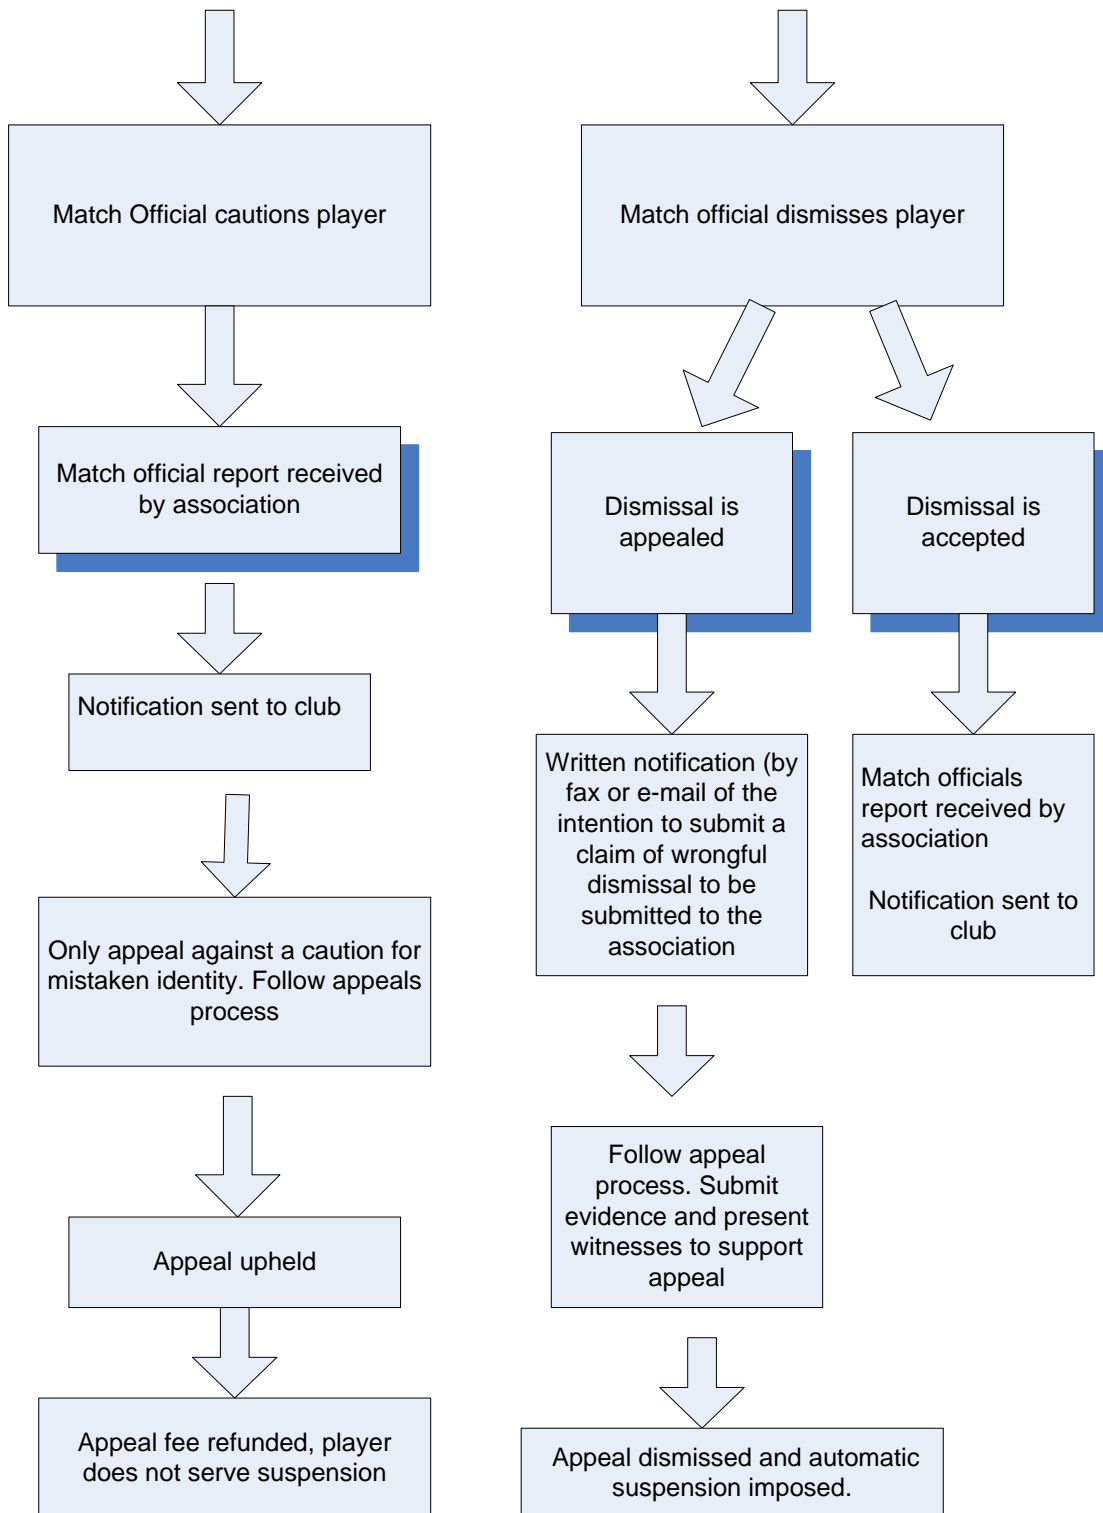 Match Official cautions player
Match official report received
by association
Notification sent to club
Only appeal against a caution for
mistaken identity. Follow appeals
process
Appeal upheld
Appeal fee refunded, player
does not serve suspension
Match official dismisses player
Dismissal is
appealed
Written notification (by
fax or e-mail of the
intention to submit a
claim of wrongful
dismissal to be
submitted to the
association
Follow appeal
process. Submit
evidence and present
witnesses to support
appeal
Appeal dismissed and automatic
suspension imposed.
Dismissal is
accepted
Match officials
report received by
association
Notification sent to
club